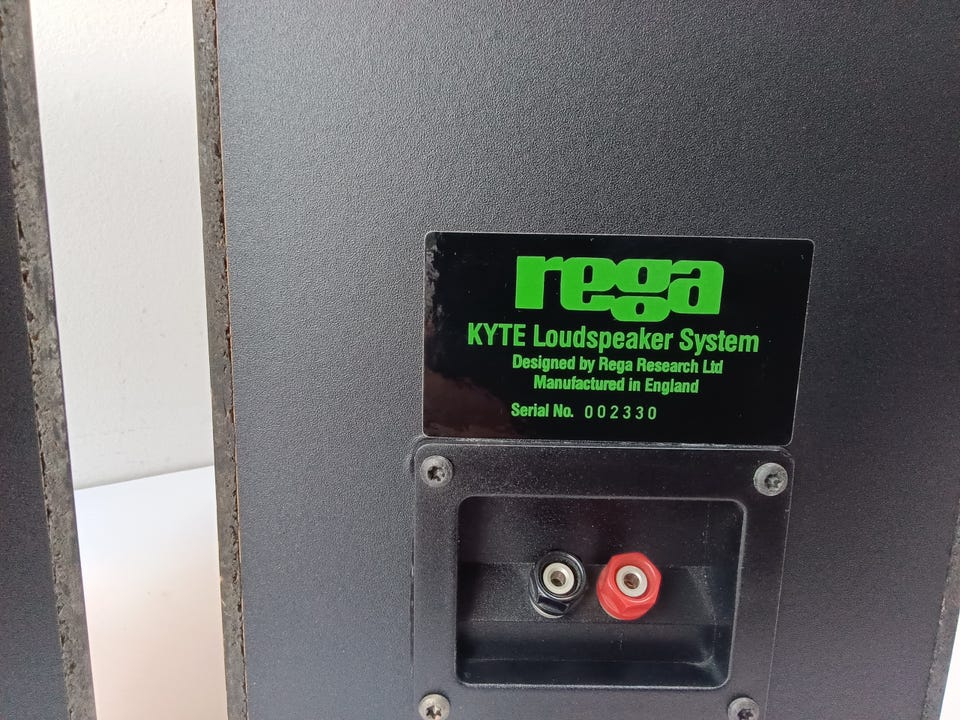 rega
KYTE Loudspeaker System
Designed by Rega Research Ltd
Manufactured in England
Serial No. 002330